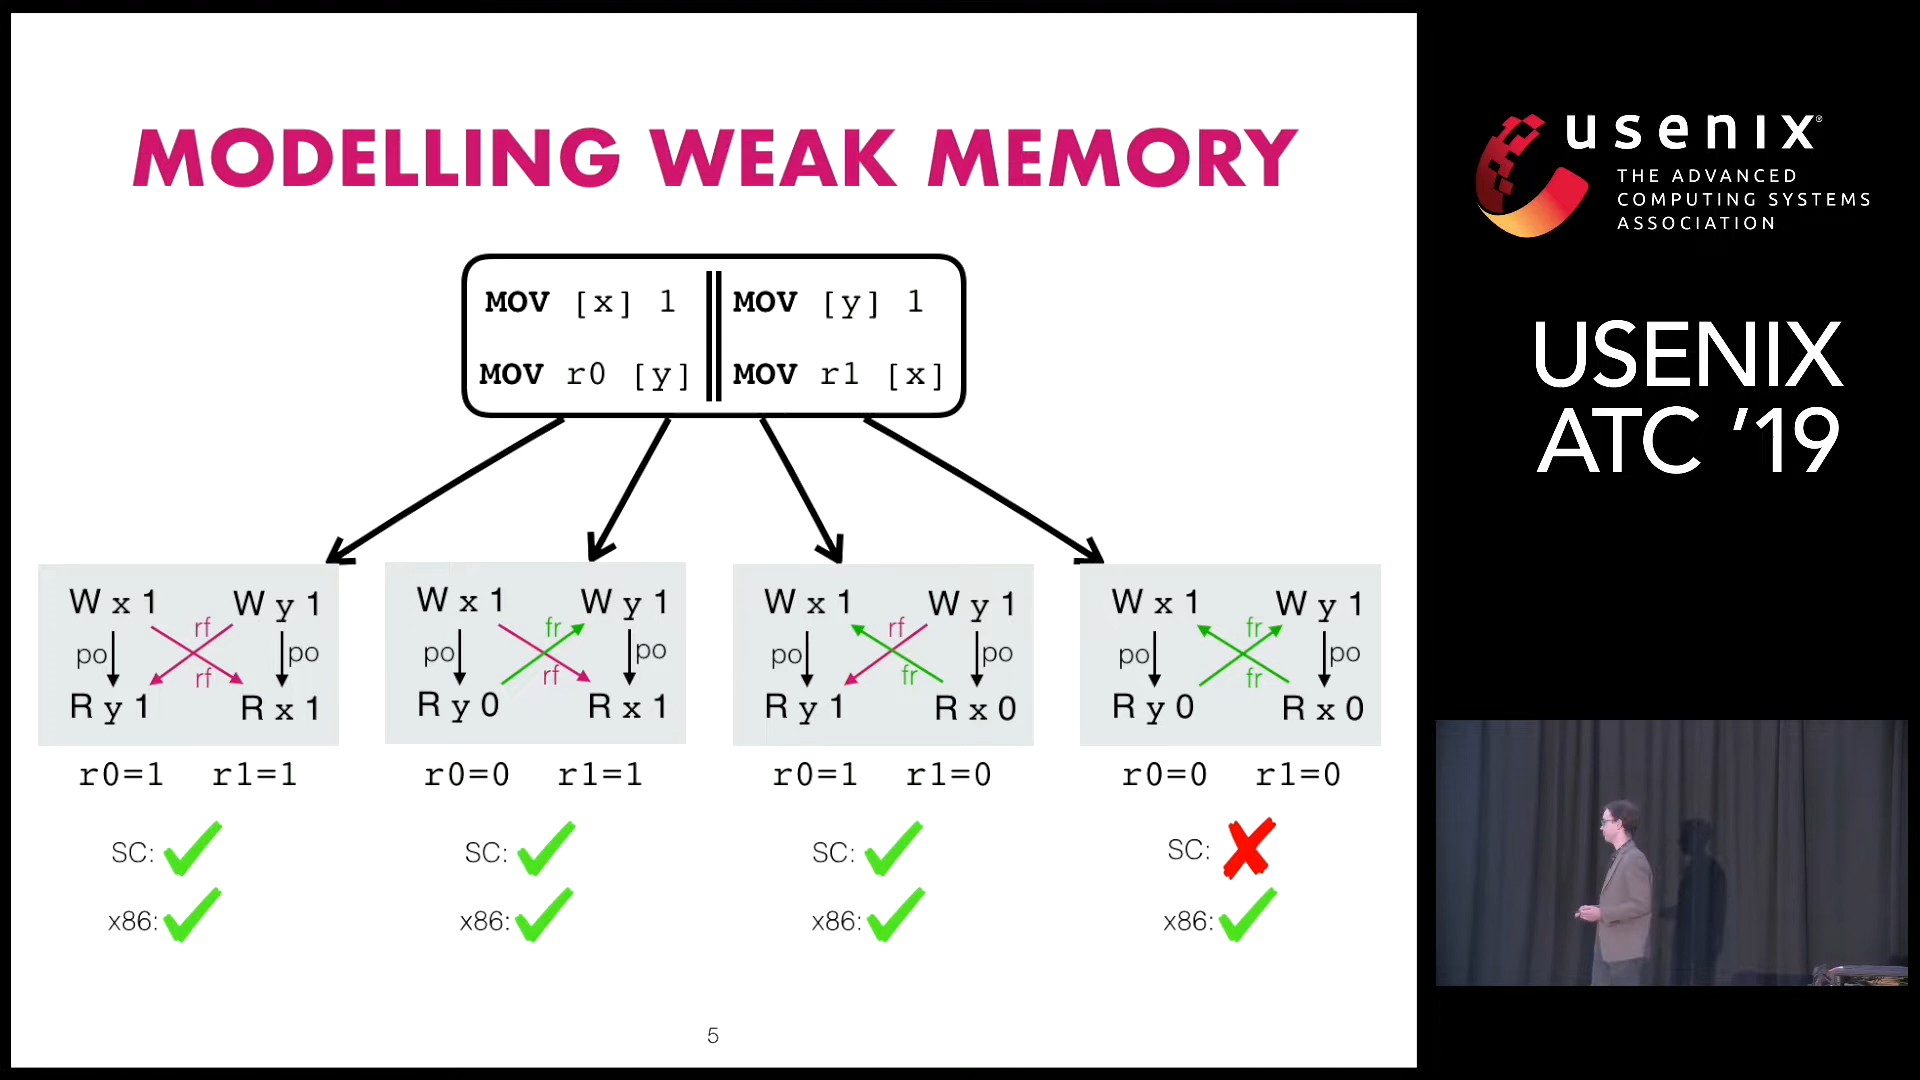 MODELLING WEAK MEMORY
MOV [x] 1 MOV [y] 1
MOV r0 [y] MOV r1 [x]
W x 1 W y 1
rf
po po
rf
R y 1 R x 1
r0=1 r1=1
SC:
x86:
W x 1 W y 1
fr
po po
rf
R y 0 R x 1
r0=0 r1=1
SC:
x86:
W x 1 W y 1
rf
po po
fr
R y 1 R x 0
r0=1 r1=0
SC:
x86:
W x 1 W y 1
fr
po po
fr
R y 0 R x 0
r0=0 r1=0
SC:
x86:
5
usenix®
THE ADVANCED
COMPUTING SYSTEMS
ASSOCIATION
USENIX
ATC ’19